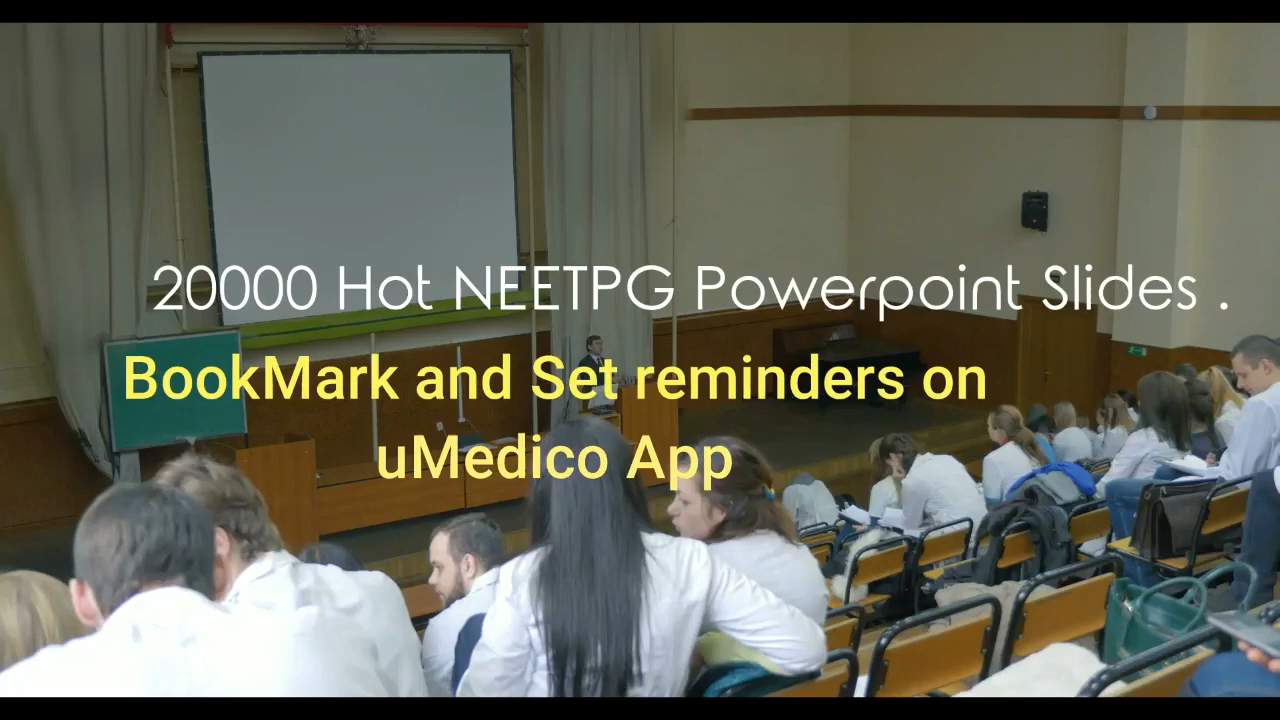 20000 Hot NEETPG Powerpoint Slides .
BookMark and Set reminders on
uMedico App